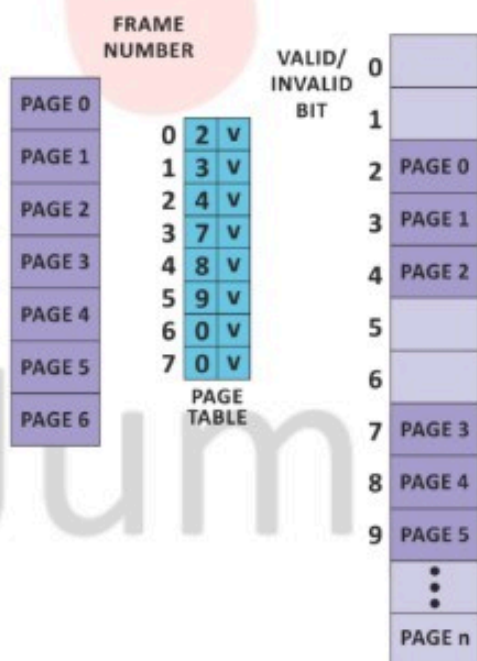 FRAME
NUMBER
VALID/
INVALID
BIT
PAGE 0
PAGE 1
PAGE 2
PAGE 3
PAGE 4
PAGE 5
PAGE 6
0 2 v
1 3 v
2 4 v
3 7 v
4 8 v
5 9 v
6 0 v
7 0 v
PAGE
TABLE
0
1
2 PAGE 0
3 PAGE 1
4 PAGE 2
5
6
7 PAGE 3
8 PAGE 4
9 PAGE 5
PAGE n
Jum